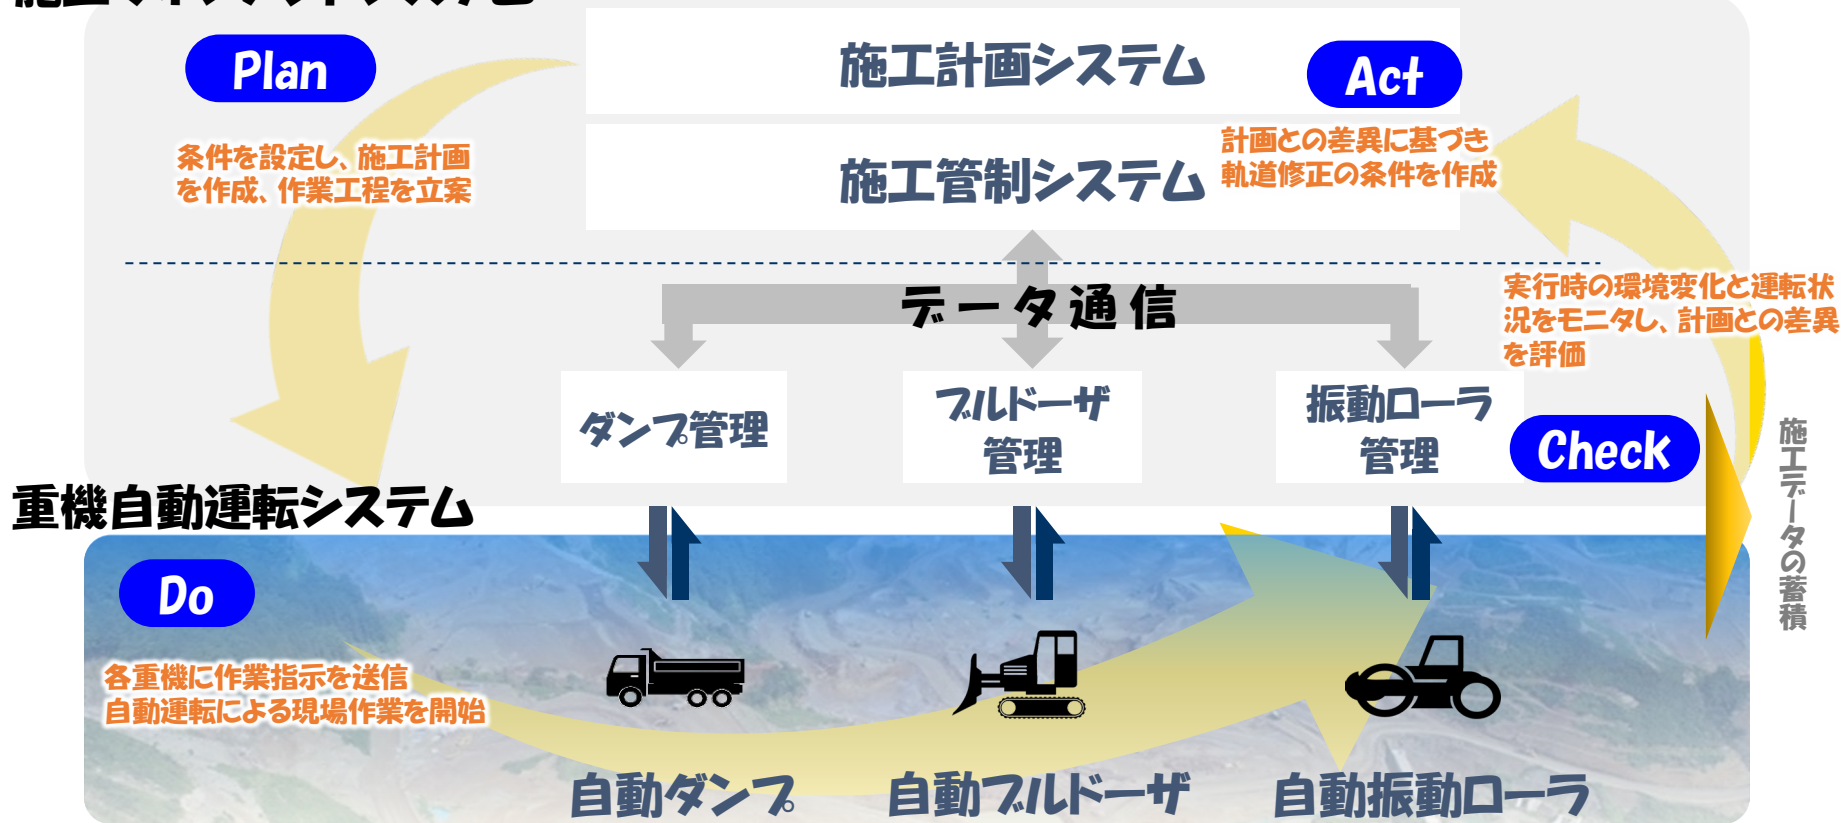 Plan
施工計画システム
Act
条件を設定し、施工計画
を作成、作業工程を立案
施工管制システム
計画との差異に基づき
軌道修正の条件を作成
データ通信
実行時の環境変化と運転状
況をモニタし、計画との差異
を評価
ダンプ管理
ブルドーザ
管理
振動ローラ
管理
Check
施工データの蓄積
重機自動運転システム
Do
各重機に作業指示を送信
自動運転による現場作業を開始
自動ダンプ
自動ブルドーザ
自動振動ローラ